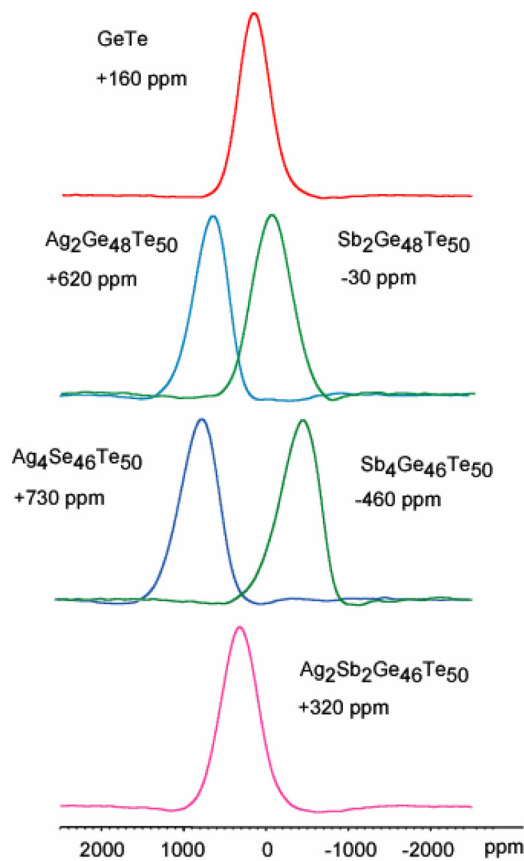 GeTe
+160 ppm
Ag2Ge48Te50
+620 ppm
Sb2Ge48Te50
-30 ppm
Ag4Se46Te50
+730 ppm
Sb4Ge46Te50
-460 ppm
Ag2Sb2Ge46Te50
+320 ppm
2000 1000 0 -1000 -2000 ppm